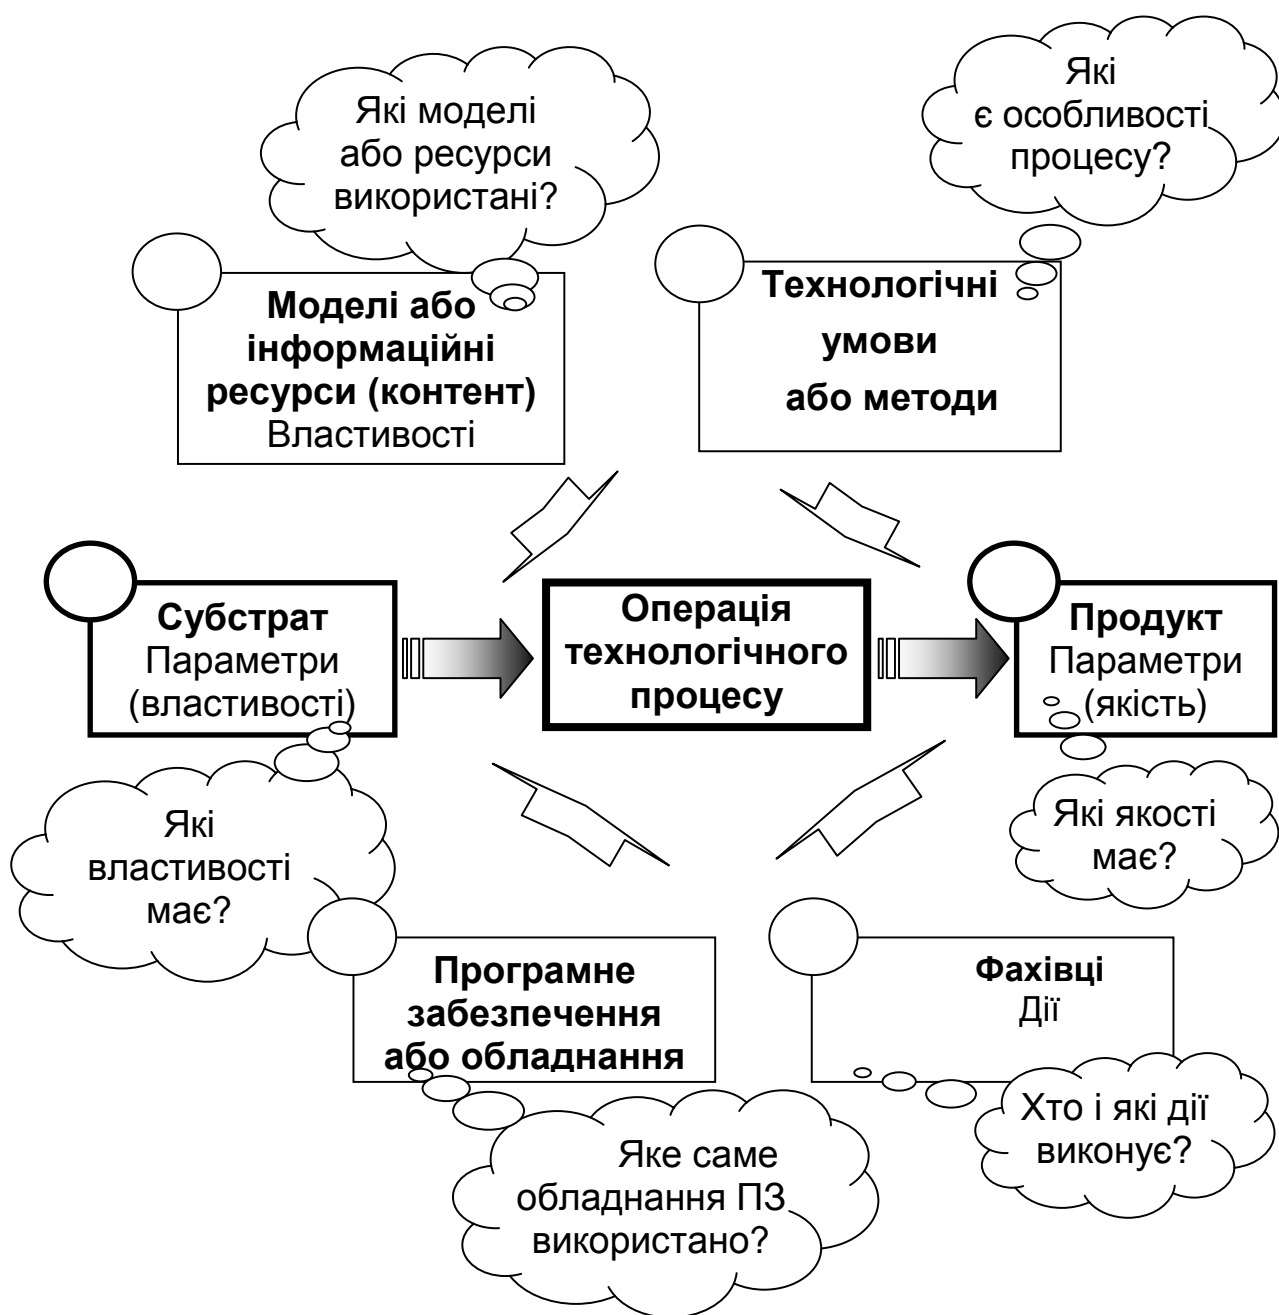 Які моделі
або ресурси
використані?
Які
є особливості
процесу?
Моделі або
інформаційні
ресурси (контент)
Властивості
Технологічні
умови
або методи
Субстрат
Параметри
(властивості)
Операція
технологічного
процесу
Продукт
Параметри
(якість)
Які
властивості
має?
Які якості
має?
Програмне
забезпечення
або обладнання
Фахівці
Дії
Яке саме
обладнання ПЗ
використано?
Хто і які дії
виконує?